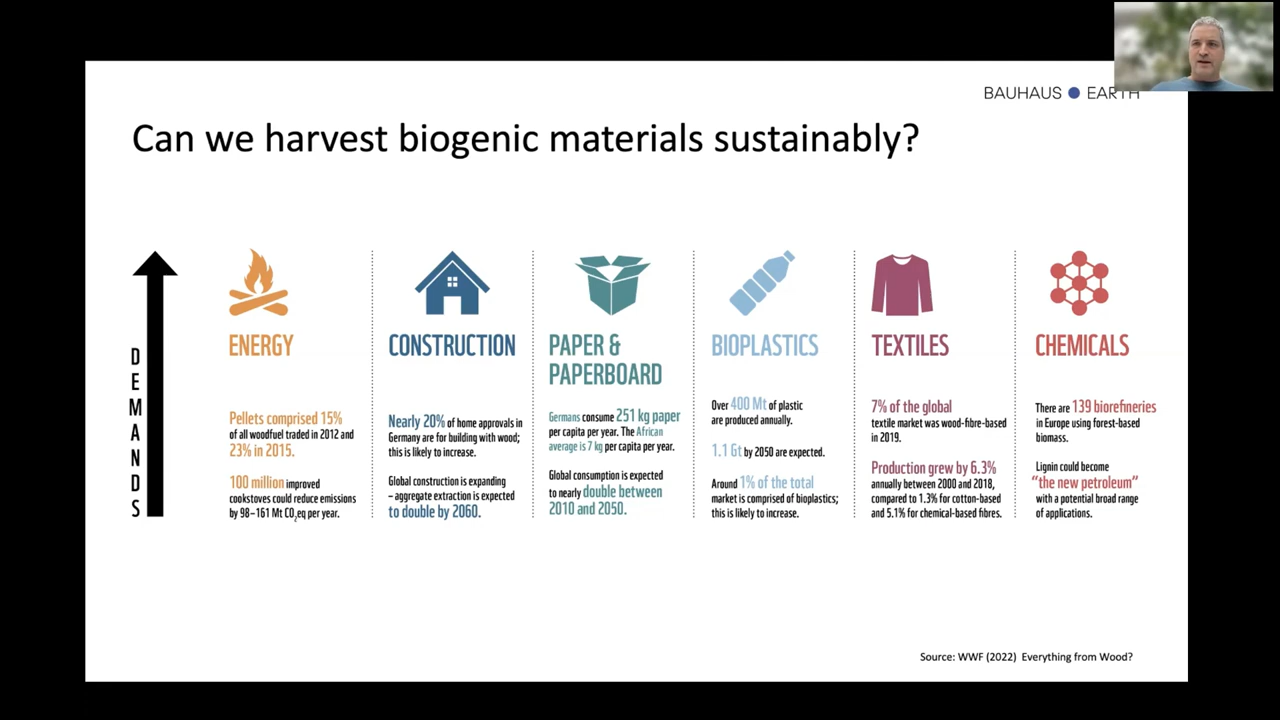 BAUHAUS EARTH
Can we harvest biogenic materials sustainably?
DEMANDS
ENERGY
Pellets comprised 15%
of all woodfuel traded in 2012 and
23% in 2015.
100 million improved
cookstoves could reduce emissions
by 98–161 Mt CO2eq per year.
CONSTRUCTION
Nearly 20% of home approvals in
Germany are for building with wood;
this is likely to increase.
Global construction is expanding
– aggregate extraction is expected
to double by 2060.
PAPER &
PAPERBOARD
Germans consume 251 kg paper
per capita per year. The African
average is 7 kg per capita per year.
Global consumption is expected
to nearly double between
2010 and 2050.
BIOPLASTICS
Over 400 Mt of plastic
are produced annually.
1.1 Gt by 2050 are expected.
Around 1% of the total
market is comprised of bioplastics;
this is likely to increase.
TEXTILES
7% of the global
textile market was wood-fibre-based
in 2019.
Production grew by 6.3%
annually between 2000 and 2018,
compared to 1.3% for cotton-based
and 5.1% for chemical-based fibres.
CHEMICALS
There are 139 biorefineries
in Europe using forest-based
biomass.
Lignin could become
“the new petroleum”
with a potential broad range
of applications.
Source: WWF (2022) Everything from Wood?